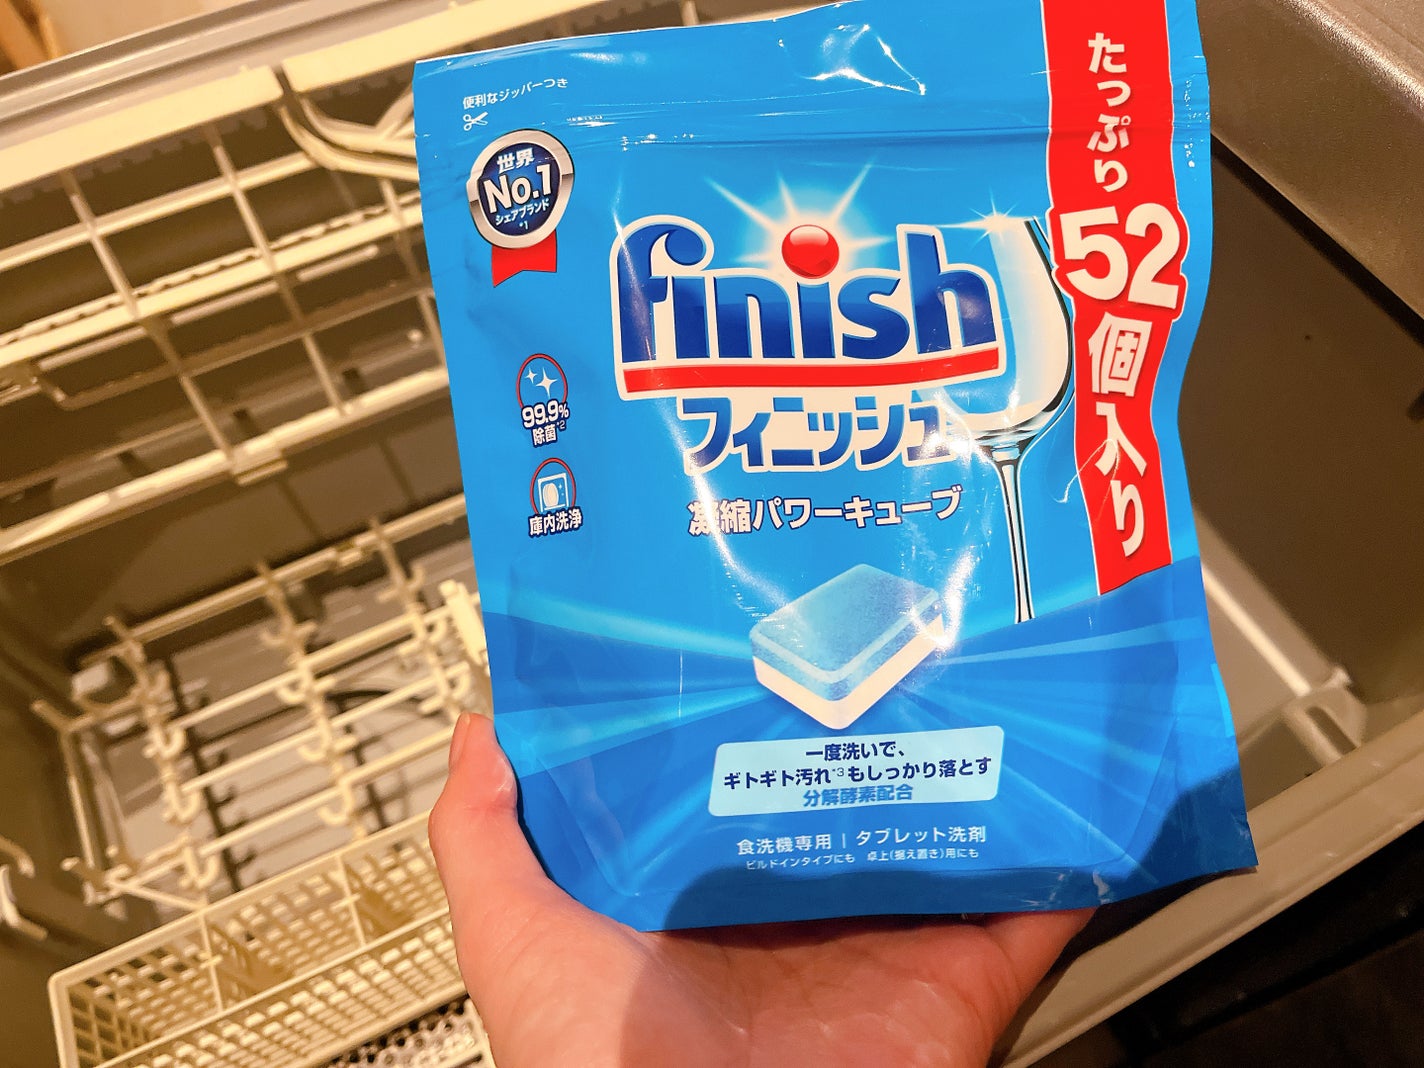 便利なジッパーつき
世界
No.1
シェアブランド
*1
たっぷり
52
個入り
finish
フィニッシュ
99.9%
除菌*2
庫内洗浄
凝縮パワーキューブ
一度洗いで、
ギトギト汚れ*3もしっかり落とす
分解酵素配合
食洗機専用 | タブレット洗剤
ビルドインタイプにも 卓上(据え置き)用にも